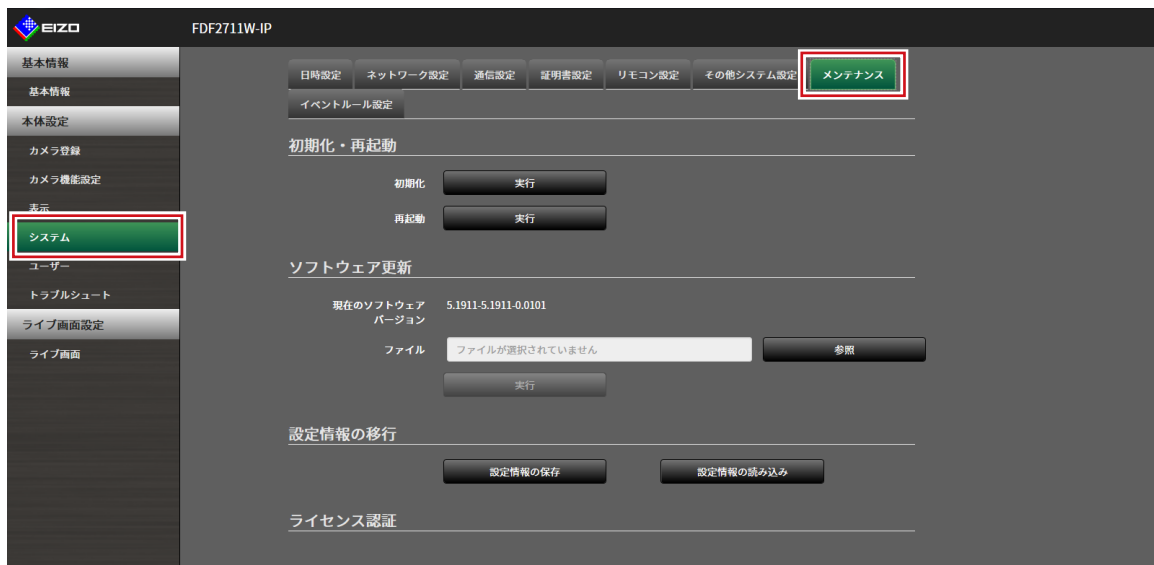 EIZO
FDF2711W-IP
基本情報
基本情報
本体設定
カメラ登録
カメラ機能設定
表示
システム
ユーザー
トラブルシュート
ライブ画面設定
ライブ画面
日時設定 ネットワーク設定 通信設定 証明書設定 リモコン設定 その他システム設定 メンテナンス
イベントルール設定
初期化・再起動
初期化 実行
再起動 実行
ソフトウェア更新
現在のソフトウェア 5.1911-5.1911-0.0101
バージョン
ファイル ファイルが選択されていません 参照
実行
設定情報の移行
設定情報の保存 設定情報の読み込み
ライセンス認証